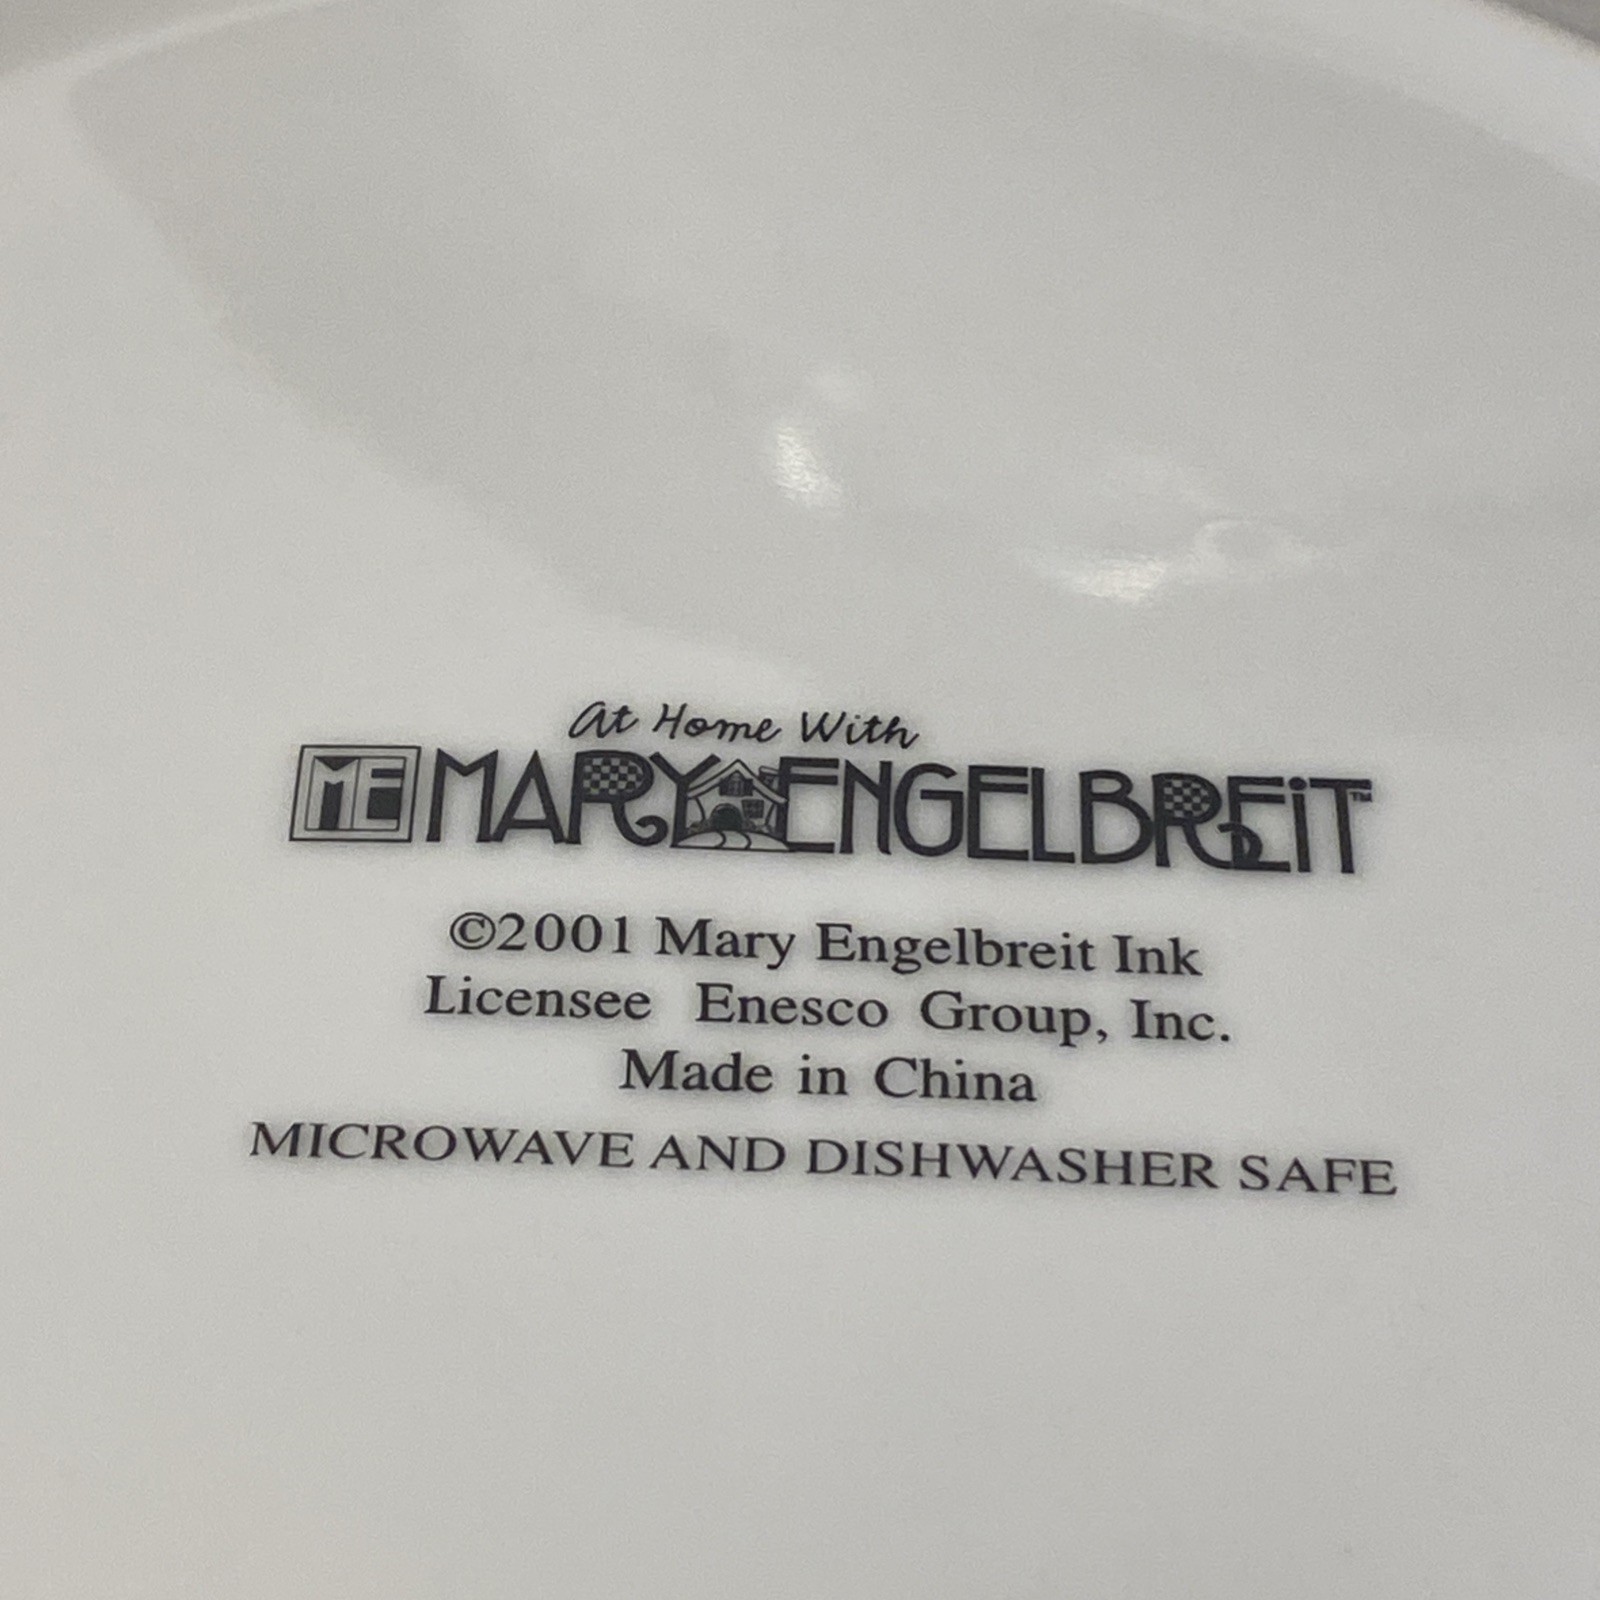 At Home With
ME MARY ENGELBREiT™
©2001 Mary Engelbreit Ink
Licensee Enesco Group, Inc.
Made in China
MICROWAVE AND DISHWASHER SAFE